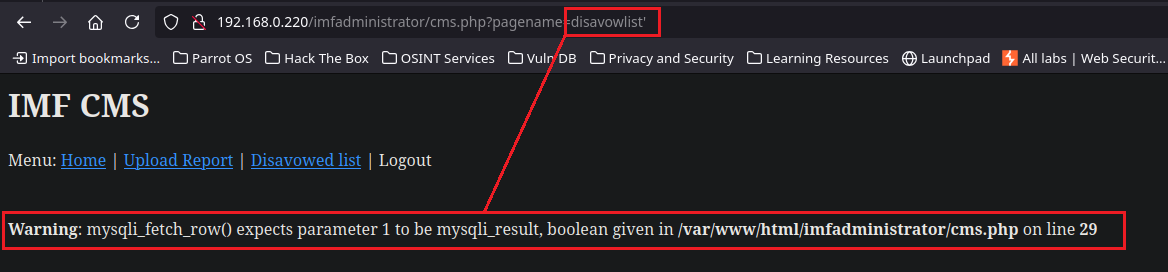 192.168.0.220/imfadministrator/cms.php?pagename=disavowlist'
Import bookmarks... Parrot OS Hack The Box OSINT Services Vuln DB Privacy and Security Learning Resources Launchpad All labs | Web Securit...
IMF CMS
Menu: Home | Upload Report | Disavowed list | Logout
Warning: mysqli_fetch_row() expects parameter 1 to be mysqli_result, boolean given in /var/www/html/imfadministrator/cms.php on line 29